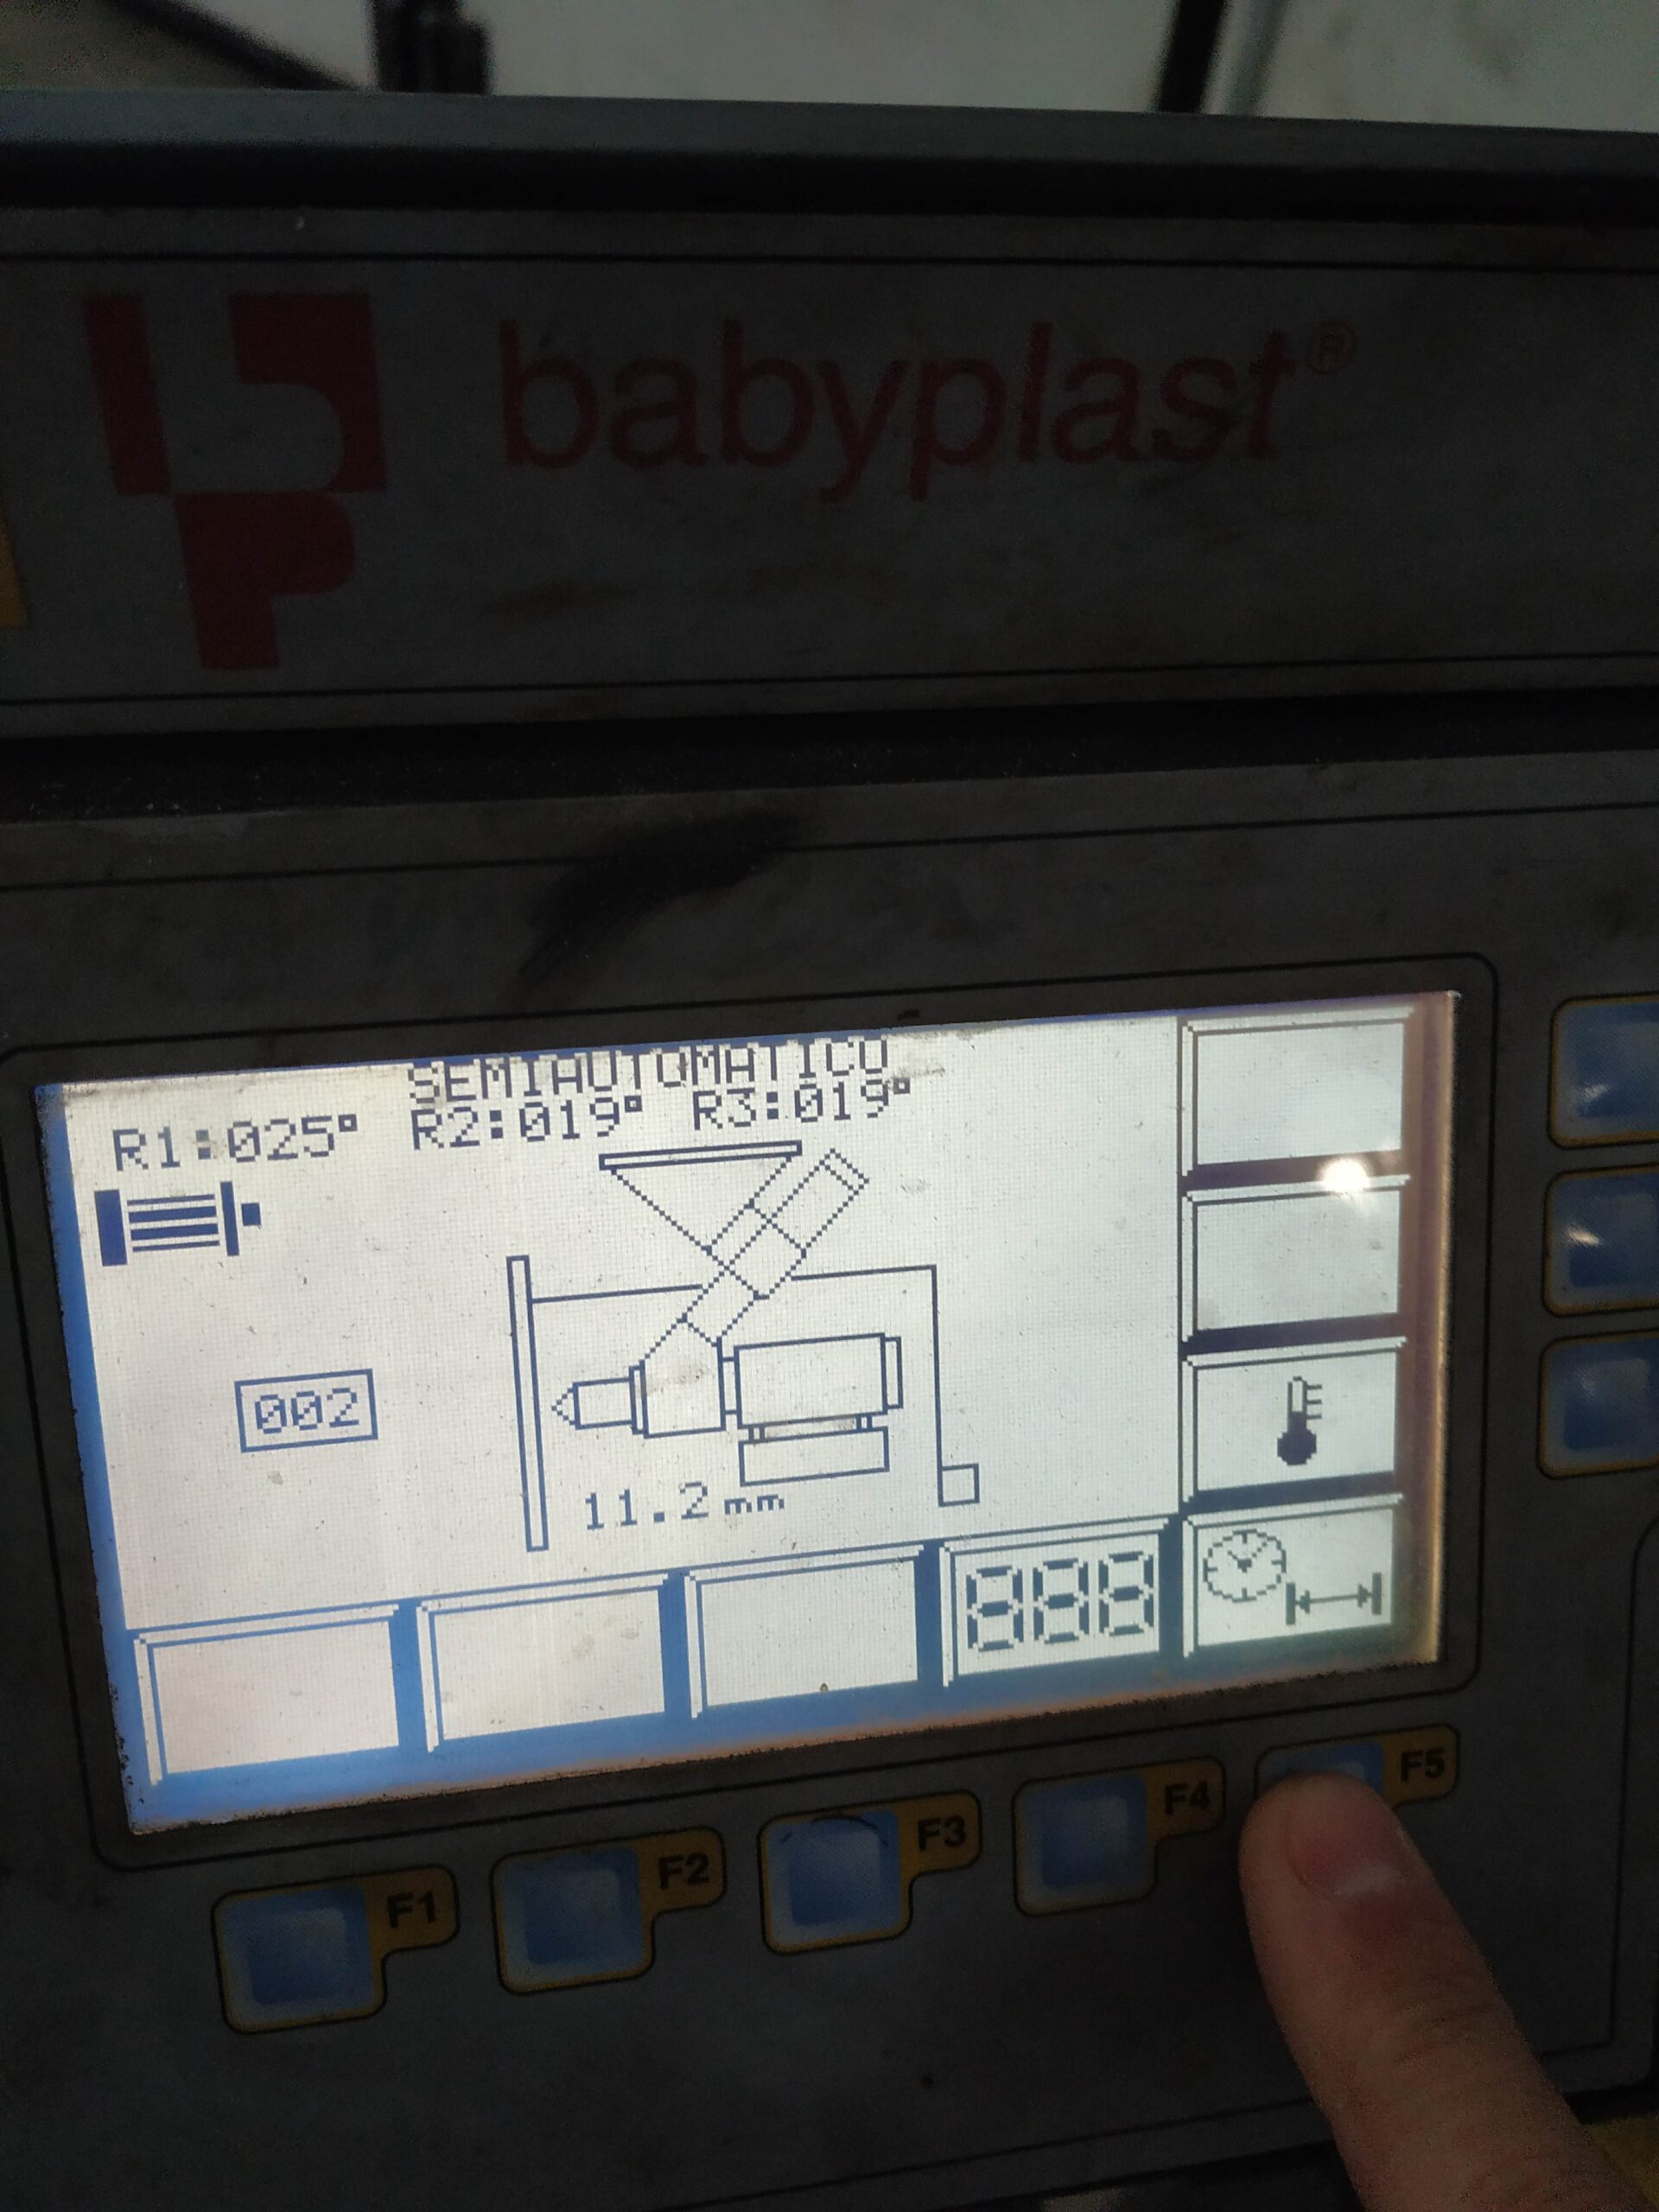 babyplast®
SEMIAUTOMATICO
R1:025° R2:019° R3:019°
002
11.2 mm
888
F1 F2 F3 F4 F5